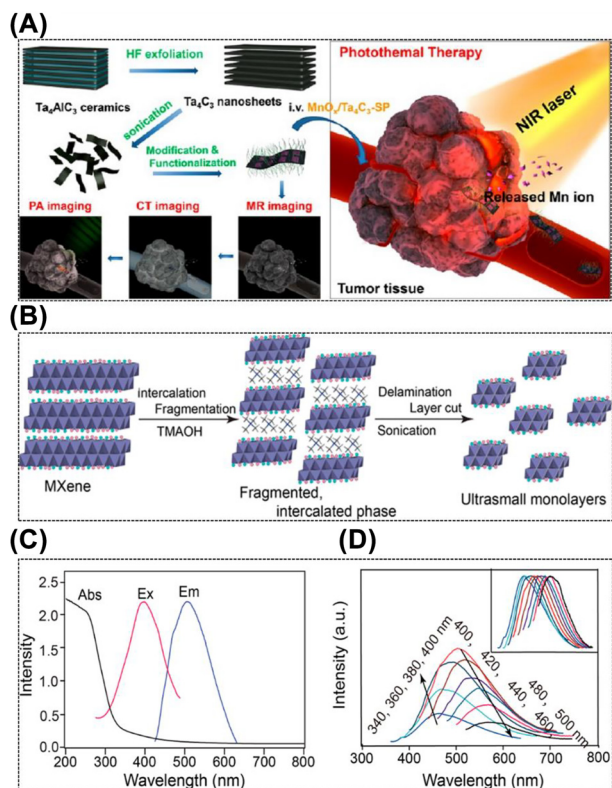 (A)
HF exfoliation
Ta4AlC3 ceramics
Ta4C3 nanosheets
sonication
Modification & Functionalization
i.v. MnOx/Ta4C3-SP
PA imaging
CT imaging
MR imaging
Photothemal Therapy
NIR laser
Released Mn ion
Tumor tissue
(B)
MXene
Intercalation
Fragmentation
TMAOH
Fragmented,
intercalated phase
Delamination
Layer cut
Sonication
Ultrasmall monolayers
(C)
Abs
Ex
Em
Intensity
2.5
2.0
1.5
1.0
0.5
0.0
200 300 400 500 600 700 800
Wavelength (nm)
(D)
Intensity (a.u.)
340, 360, 380, 400 nm
400, 420, 440, 460, 480, 500 nm
300 400 500 600 700 800
Wavelength (nm)